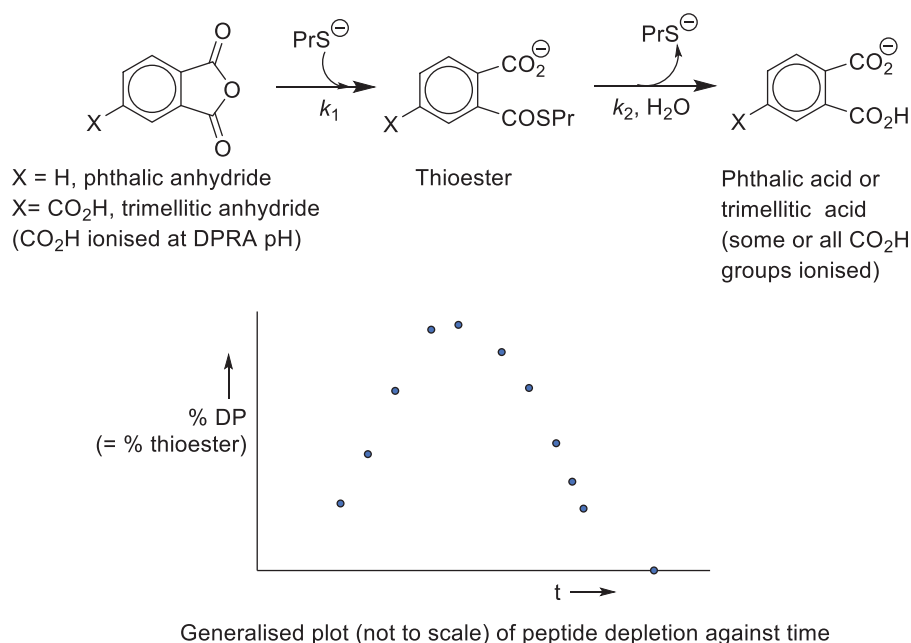 O
O
O
X
PrS⊖
k₁
CO₂⊖
COSPr
X
PrS⊖
k₂, H₂O
CO₂⊖
CO₂H
X
X = H, phthalic anhydride
X= CO₂H, trimellitic anhydride
(CO₂H ionised at DPRA pH)
Thioester
Phthalic acid or
trimellitic acid
(some or all CO₂H
groups ionised)
% DP
(= % thioester)
t
Generalised plot (not to scale) of peptide depletion against time